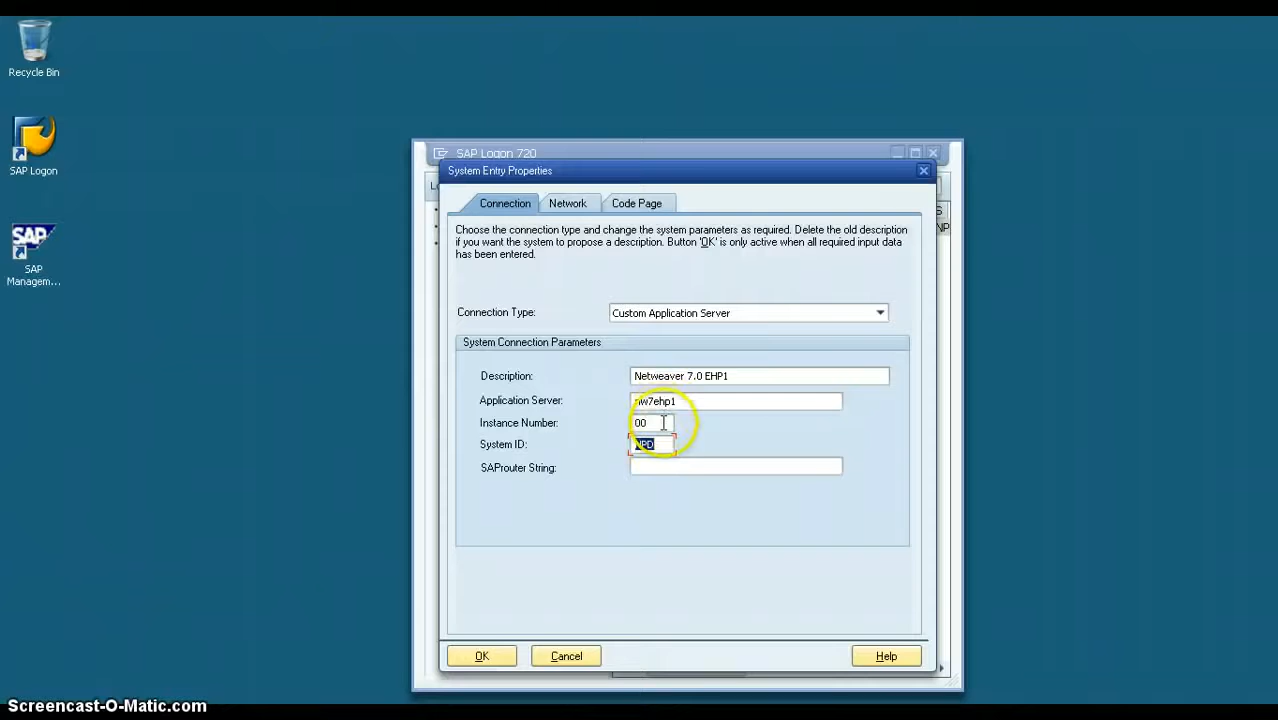 Recycle Bin
SAP Logon
SAP
SAP
Managem...
SAP Logon 720
System Entry Properties
Connection
Network
Code Page
Choose the connection type and change the system parameters as required. Delete the old description
if you want the system to propose a description. Button 'OK' is only active when all required input data
has been entered.
Connection Type:
Custom Application Server
System Connection Parameters
Description:
Netweaver 7.0 EHP1
Application Server:
nw7ehp1
Instance Number:
00
System ID:
SAProuter String:
OK
Cancel
Help
Screencast-O-Matic.com